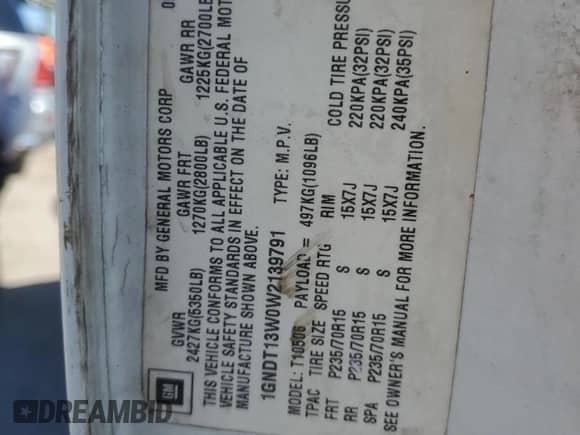 GM
MFD BY GENERAL MOTORS CORP
GVWR GAWR FRT GAWR RR
2427KG(5350LB) 1270KG(2800LB) 1225KG(2700LB
THIS VEHICLE CONFORMS TO ALL APPLICABLE U.S. FEDERAL MOT
VEHICLE SAFETY STANDARDS IN EFFECT ON THE DATE OF
MANUFACTURE SHOWN ABOVE.
1GNDT13W0W2139791 TYPE: M.P.V.
MODEL: T10506 PAYLOAD = 497KG(1096LB)
TPAC TIRE SIZE SPEED RTG RIM COLD TIRE PRESSU
FRT P235/70R15 S 15X7J 220KPA(32PSI)
RR P235/70R15 S 15X7J 220KPA(32PSI)
SPA P235/70R15 S 15X7J 240KPA(35PSI)
SEE OWNER'S MANUAL FOR MORE INFORMATION.
DREAMBID